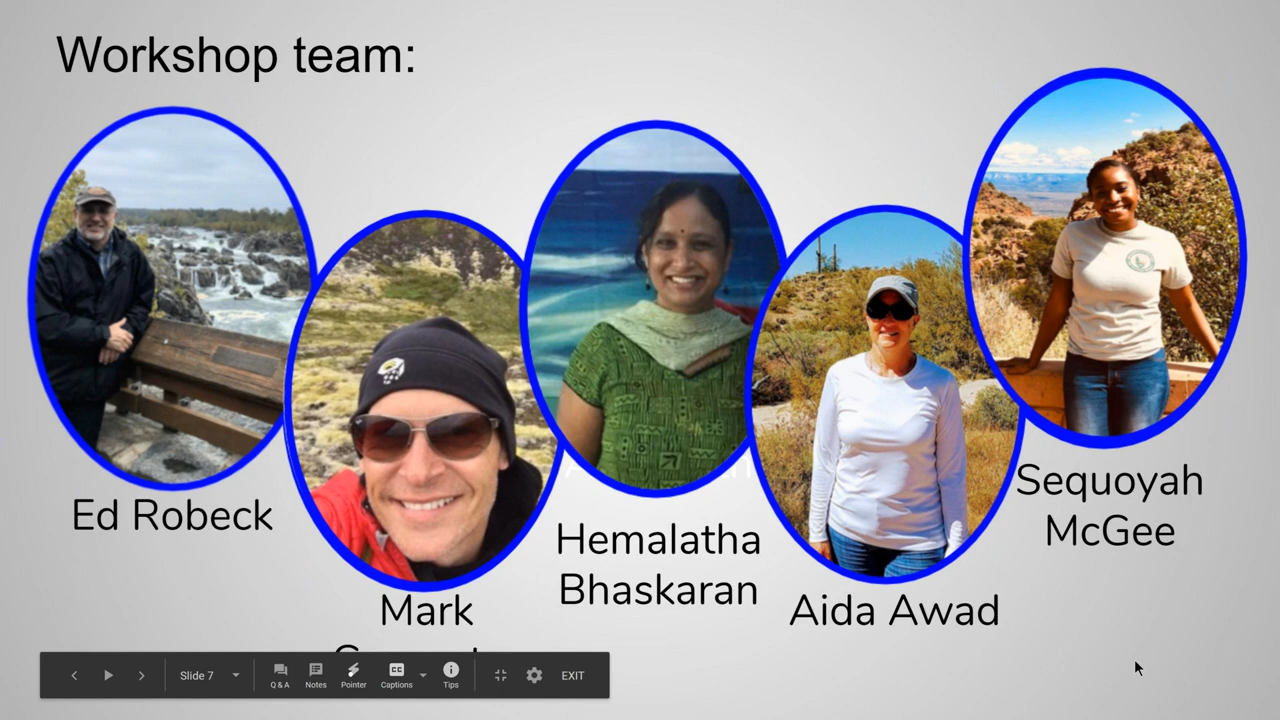 Workshop team:
Ed Robeck
Mark
Hemalatha
Bhaskaran
Aida Awad
Sequoyah
McGee
Slide 7
Q & A
Notes
Pointer
Captions
Tips
EXIT